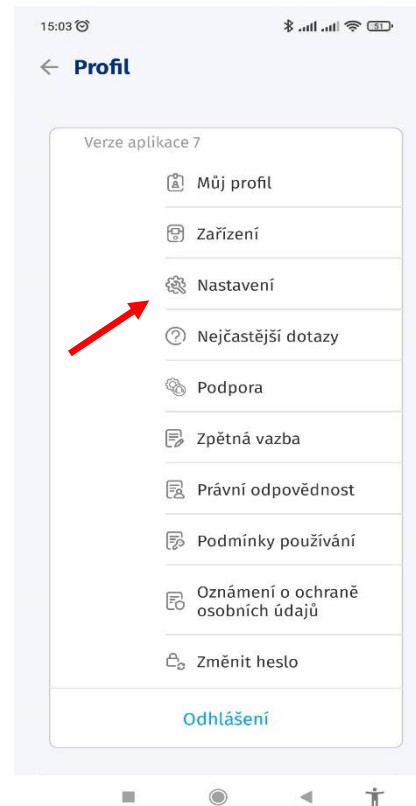 15:03
51
Profil
Verze aplikace 7
Můj profil
Zařízení
Nastavení
Nejčastější dotazy
Podpora
Zpětná vazba
Právní odpovědnost
Podmínky používání
Oznámení o ochraně
osobních údajů
Změnit heslo
Odhlášení